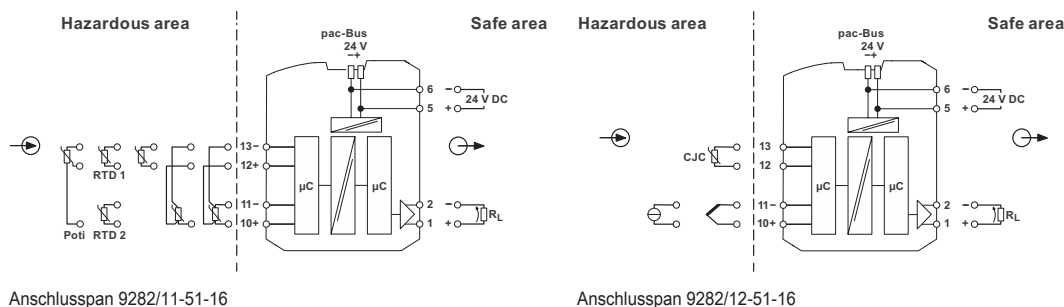 Hazardous area
Safe area
pac-Bus
24 V
– +
6 –
24 V DC
5 +
13 –
12 +
RTD 1
µC
µC
11 –
2 –
RL
10 +
1 +
Poti
RTD 2
Anschlusspan 9282/11-51-16
Hazardous area
Safe area
pac-Bus
24 V
– +
6 –
24 V DC
5 +
13
CJC
12
µC
µC
11 –
2 –
RL
10 +
1 +
Anschlusspan 9282/12-51-16